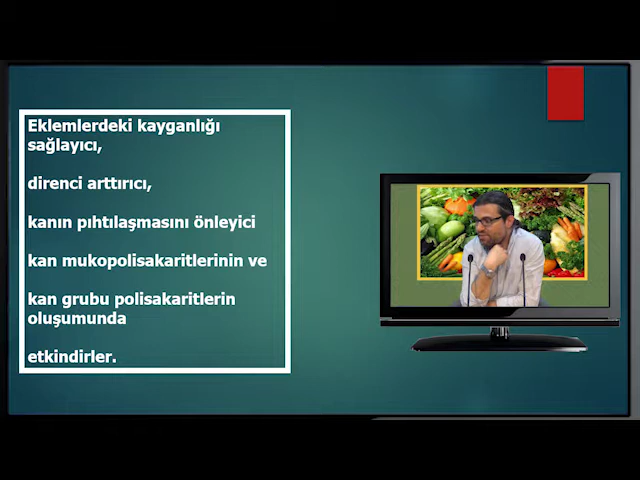 Eklemlerdeki kayganlığı
sağlayıcı,
direnci arttırıcı,
kanın pıhtılaşmasını önleyici
kan mukopolisakaritlerinin ve
kan grubu polisakaritlerin
oluşumunda
etkindirler.